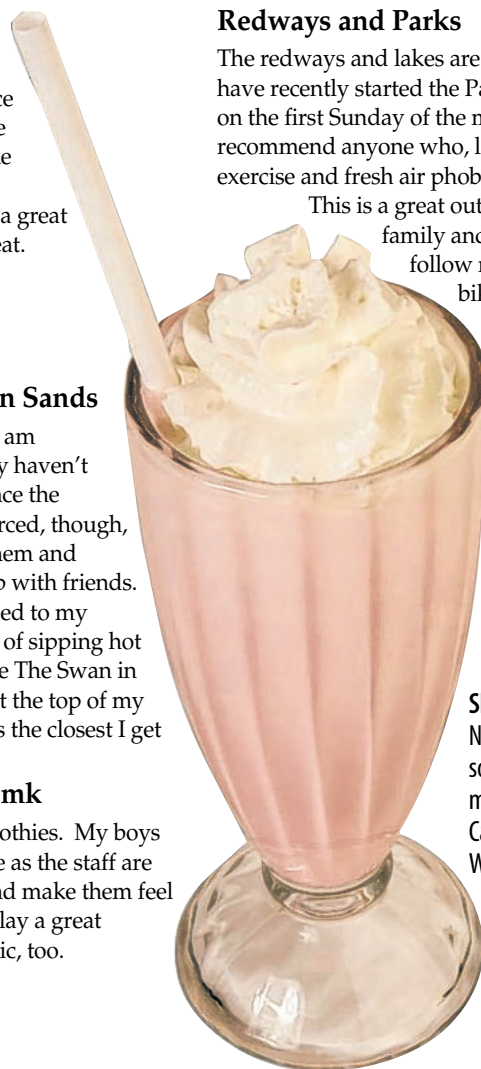 ce
e
e
a great
eat.
n Sands
am
y haven't
nce the
rced, though,
hem and
p with friends.
ed to my
of sipping hot
e The Swan in
t the top of my
s the closest I get
mk
othies. My boys
e as the staff are
nd make them feel
lay a great
ic, too.
Redways and Parks
The redways and lakes are
have recently started the Pa
on the first Sunday of the m
recommend anyone who, l
exercise and fresh air phob
This is a great out
family and
follow
bil
N
so
m
Ca
W